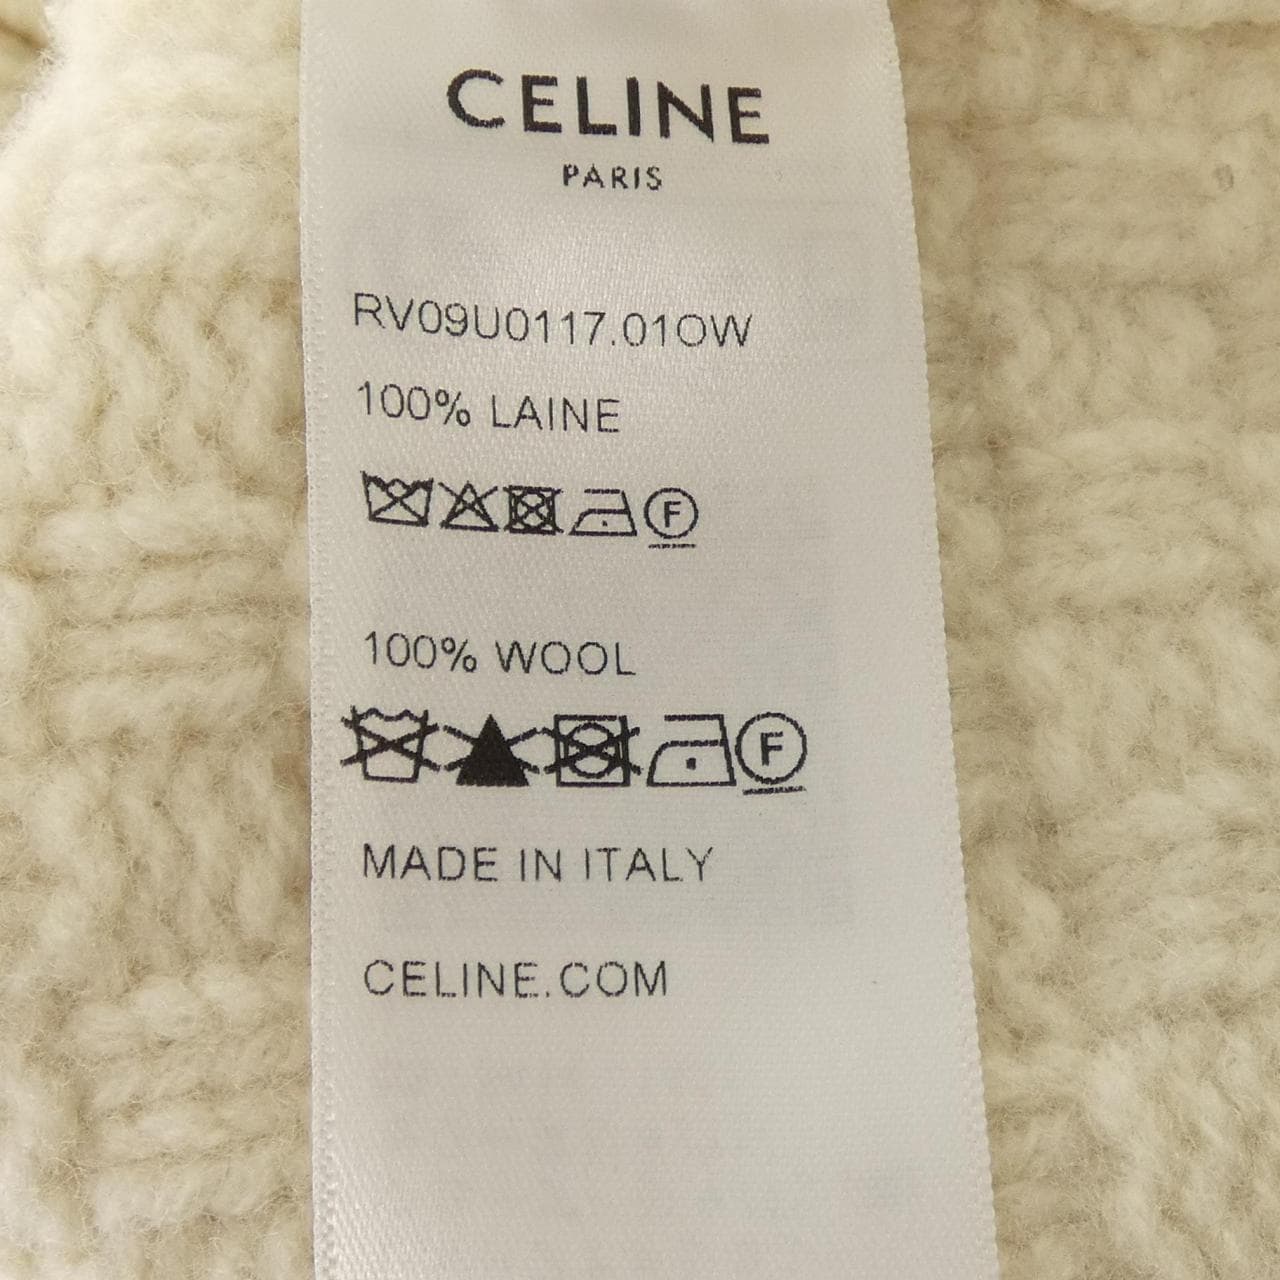 CELINE
PARIS
RV09U0117.01OW
100% LAINE
F
100% WOOL
F
MADE IN ITALY
CELINE.COM